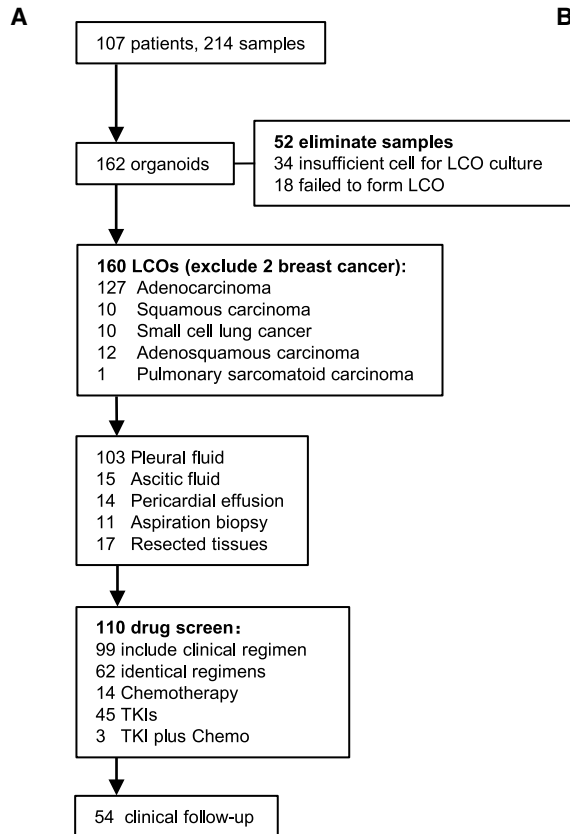 A
B
107 patients, 214 samples
162 organoids
52 eliminate samples
34 insufficient cell for LCO culture
18 failed to form LCO
160 LCOs (exclude 2 breast cancer):
127 Adenocarcinoma
10 Squamous carcinoma
10 Small cell lung cancer
12 Adenosquamous carcinoma
1 Pulmonary sarcomatoid carcinoma
103 Pleural fluid
15 Ascitic fluid
14 Pericardial effusion
11 Aspiration biopsy
17 Resected tissues
110 drug screen:
99 include clinical regimen
62 identical regimens
14 Chemotherapy
45 TKIs
3 TKI plus Chemo
54 clinical follow-up